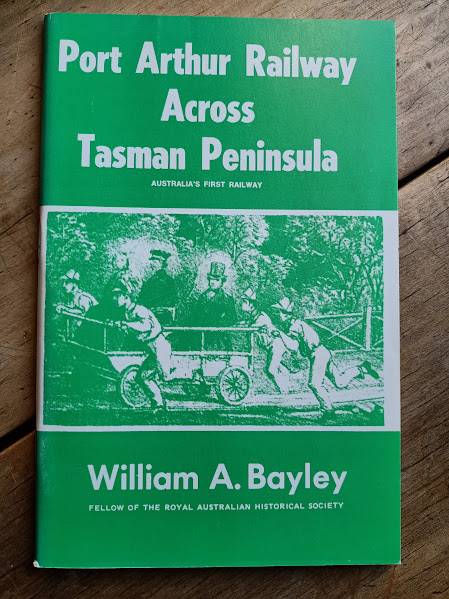 Port Arthur Railway
Across
Tasman Peninsula
AUSTRALIA'S FIRST RAILWAY
William A. Bayley
FELLOW OF THE ROYAL AUSTRALIAN HISTORICAL SOCIETY